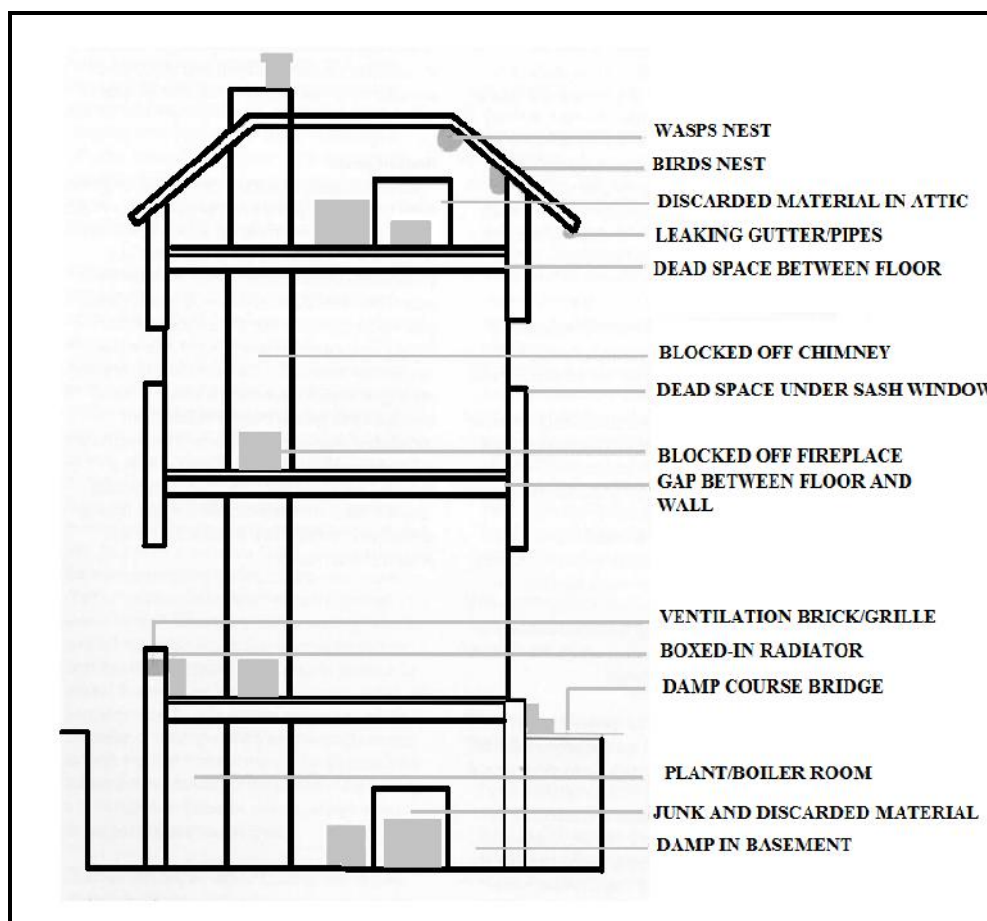 WASPS NEST
BIRDS NEST
DISCARDED MATERIAL IN ATTIC
LEAKING GUTTER/PIPES
DEAD SPACE BETWEEN FLOOR
BLOCKED OFF CHIMNEY
DEAD SPACE UNDER SASH WINDOW
BLOCKED OFF FIREPLACE
GAP BETWEEN FLOOR AND
WALL
VENTILATION BRICK/GRILLE
BOXED-IN RADIATOR
DAMP COURSE BRIDGE
PLANT/BOILER ROOM
JUNK AND DISCARDED MATERIAL
DAMP IN BASEMENT